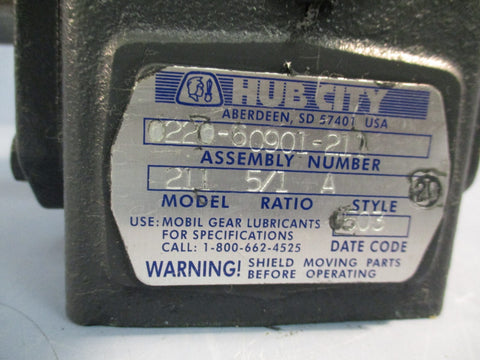 HUB CITY
ABERDEEN, SD 57401 USA
0220-60901-211
ASSEMBLY NUMBER
211 5/1 A
MODEL RATIO STYLE
USE: MOBIL GEAR LUBRICANTS
FOR SPECIFICATIONS
CALL: 1-800-662-4525
DATE CODE
WARNING! SHIELD MOVING PARTS
BEFORE OPERATING